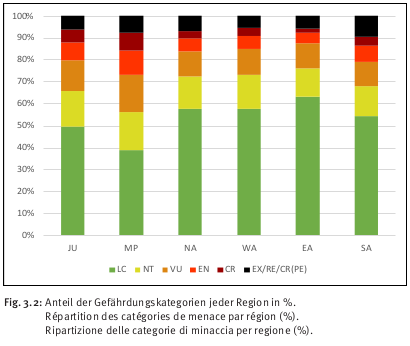 100%
90%
80%
70%
60%
50%
40%
30%
20%
10%
0%
JU MP NA WA EA SA
LC NT VU EN CR EX/RE/CR(PE)
Fig. 3.2: Anteil der Gefährdungskategorien jeder Region in %.
Répartition des catégories de menace par région (%).
Ripartizione delle categorie di minaccia per regione (%).